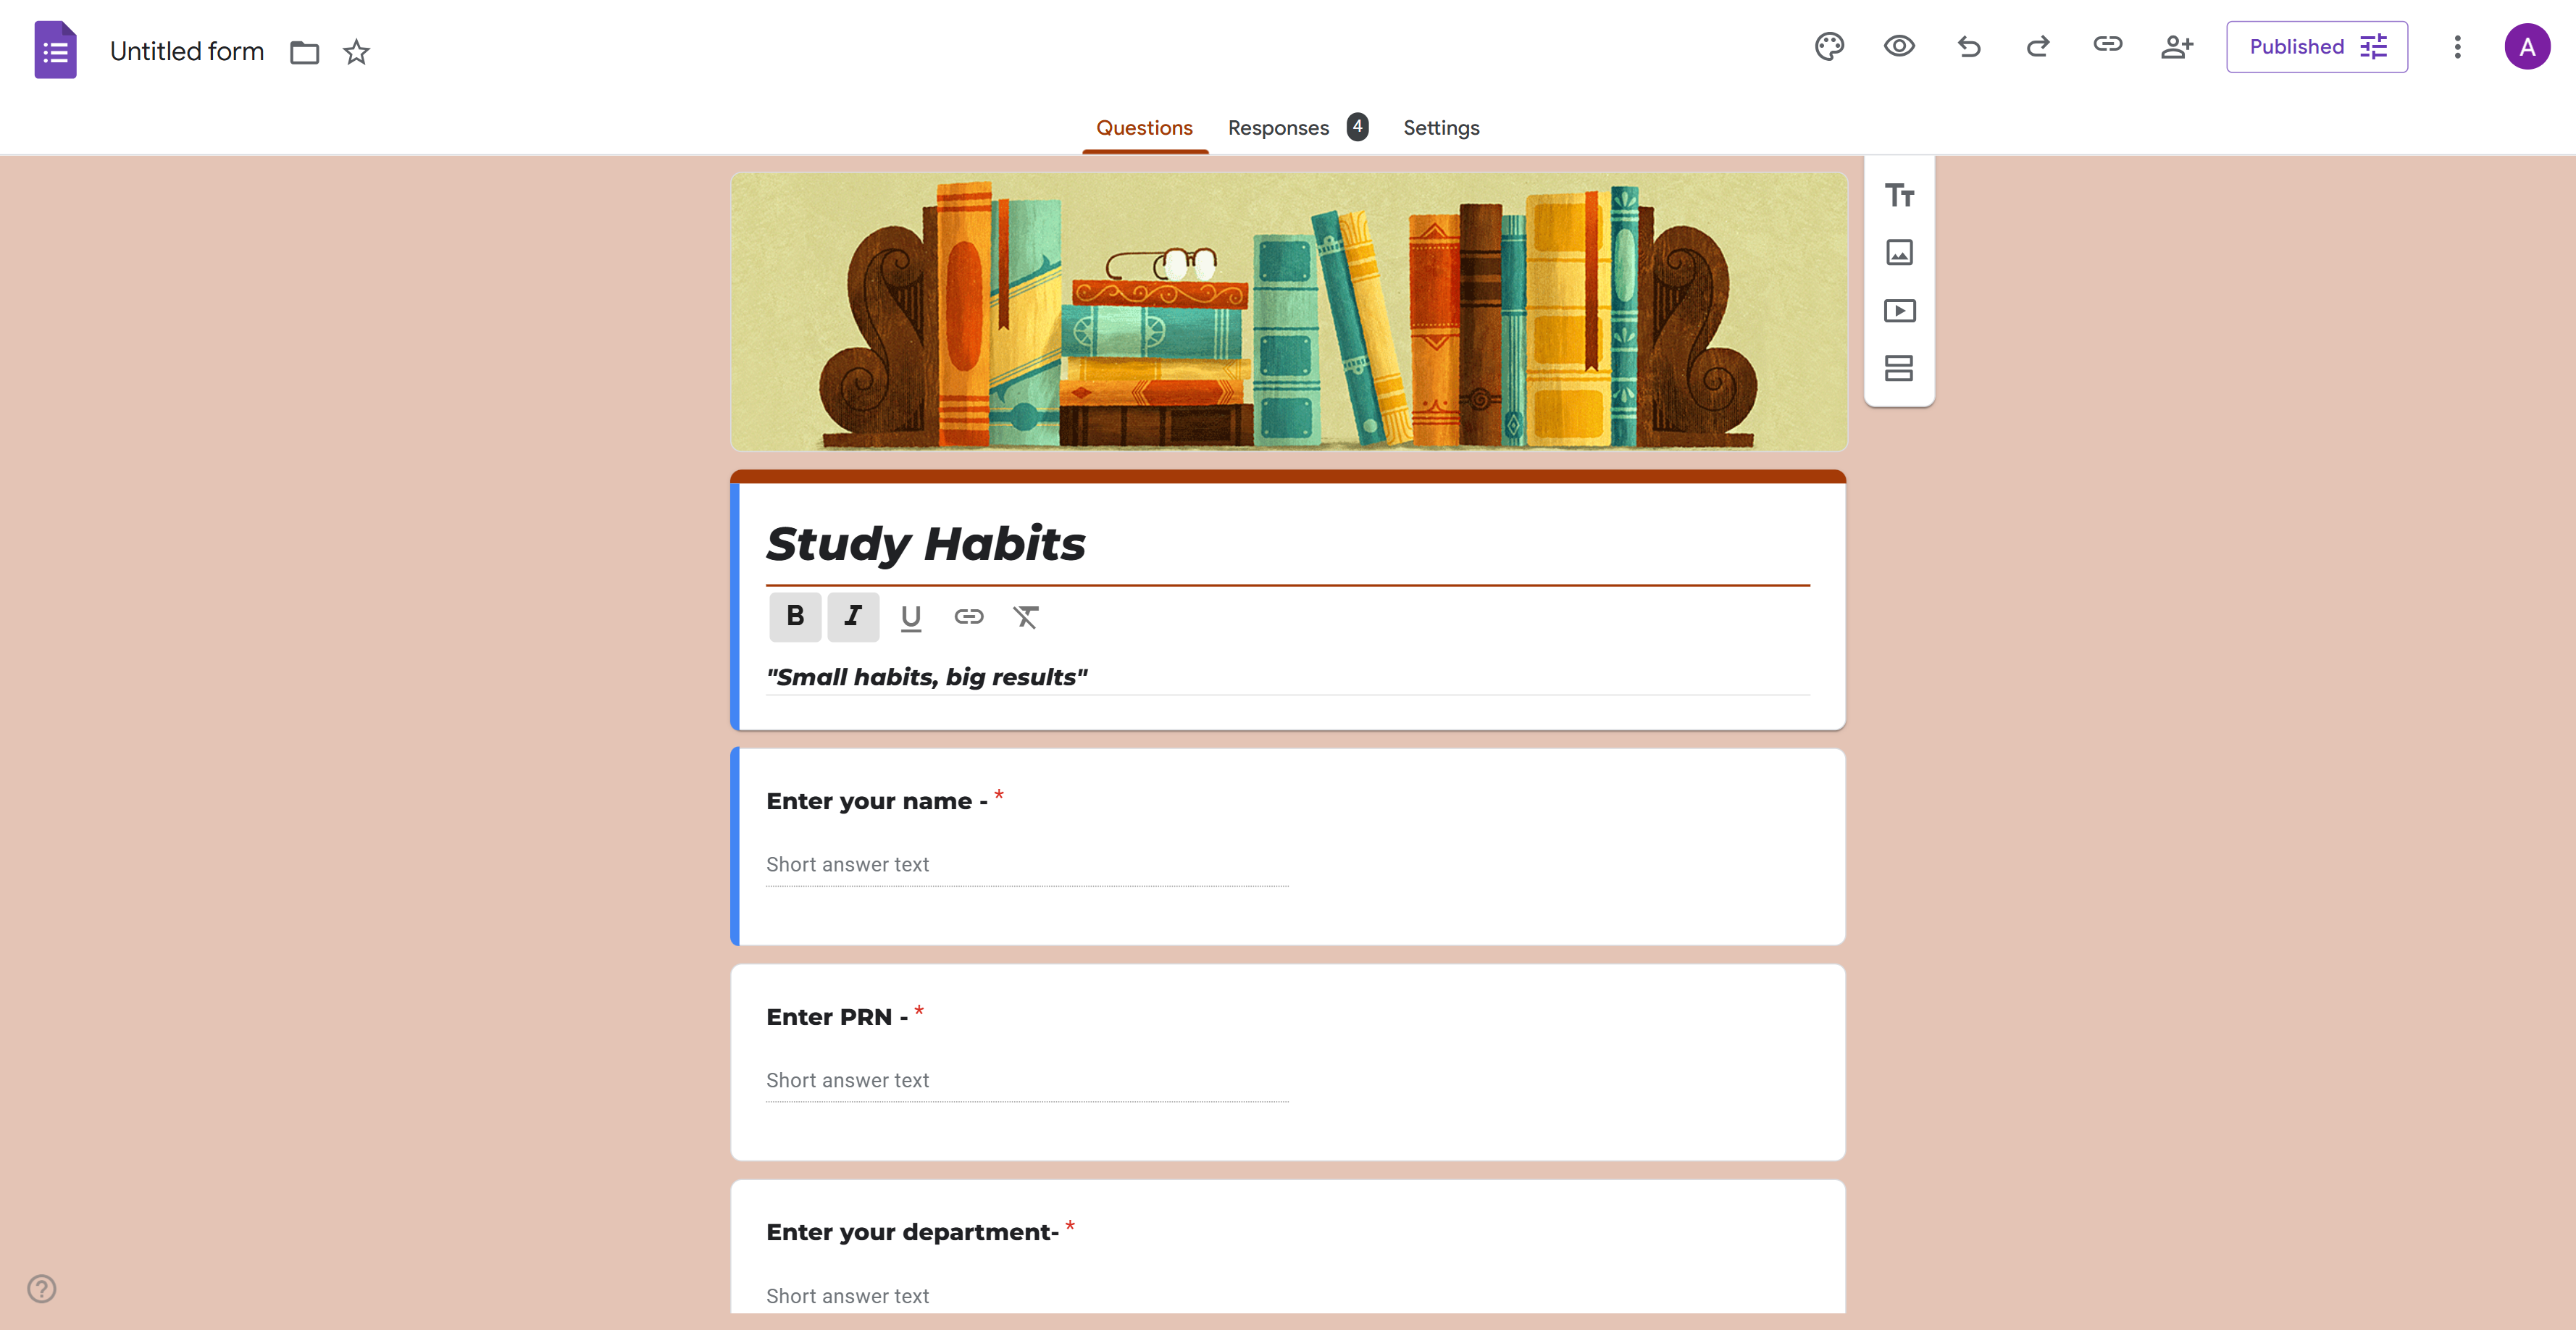 Untitled form
Published
A
Questions
Responses 4
Settings
Study Habits
B I U
"Small habits, big results"
Enter your name - *
Short answer text
Enter PRN - *
Short answer text
Enter your department- *
Short answer text